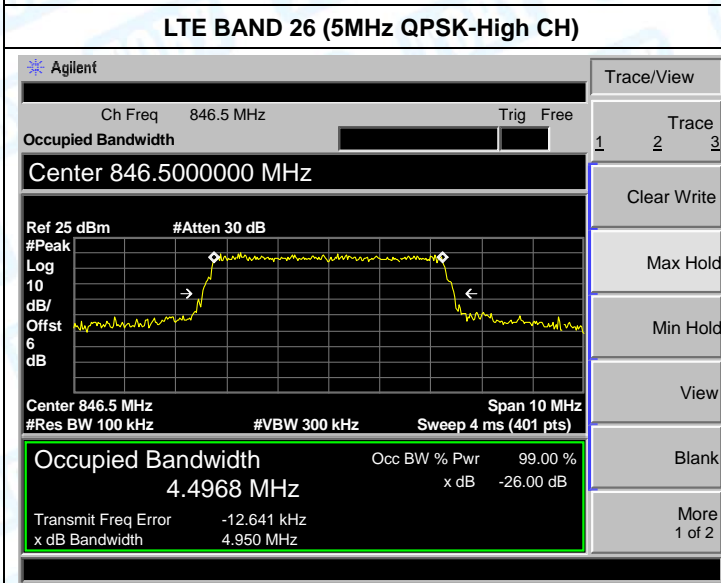 LTE BAND 26 (5MHz QPSK-High CH)
Agilent
Trace/View
Ch Freq 846.5 MHz Trig Free
Occupied Bandwidth
Trace
1 2 3
Center 846.5000000 MHz
Clear Write
Ref 25 dBm #Atten 30 dB
#Peak
Log
10
dB/
Offst
6
dB
Max Hold
Min Hold
View
Center 846.5 MHz Span 10 MHz
#Res BW 100 kHz #VBW 300 kHz Sweep 4 ms (401 pts)
Occupied Bandwidth Occ BW % Pwr 99.00 %
4.4968 MHz x dB -26.00 dB
Blank
Transmit Freq Error -12.641 kHz
x dB Bandwidth 4.950 MHz
More
1 of 2